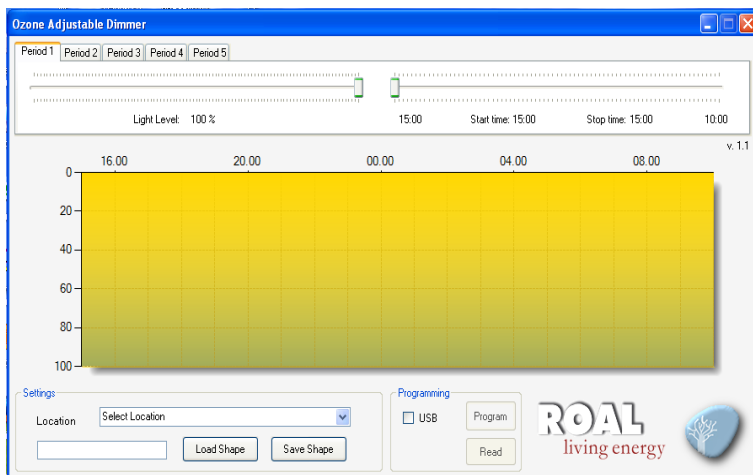 Ozone Adjustable Dimmer
Period 1 Period 2 Period 3 Period 4 Period 5
Light Level: 100 % 15:00 Start time: 15:00 Stop time: 15:00 10:00
v. 1.1
16.00 20.00 00.00 04.00 08.00
0
20
40
60
80
100
Settings Programming
Location Select Location USB Program
Load Shape Save Shape Read
ROAL
living energy